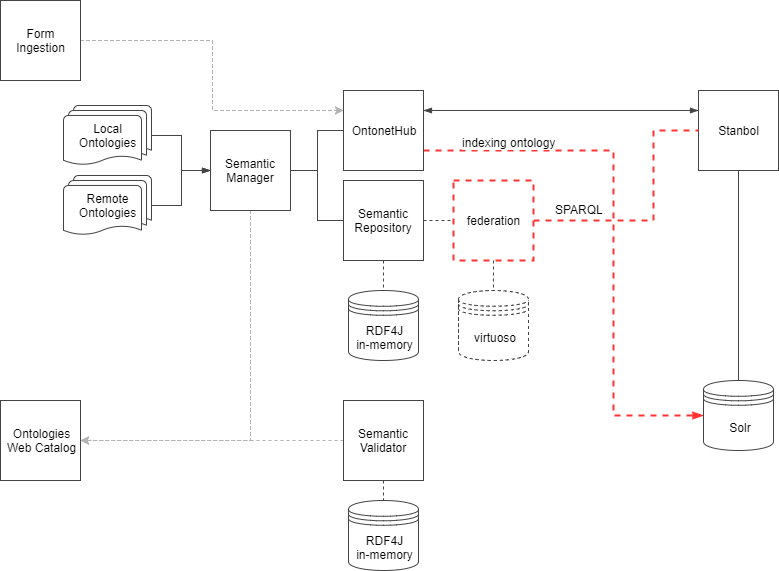 Form
Ingestion
Local
Ontologies
Remote
Ontologies
Semantic
Manager
OntonetHub
Stanbol
indexing ontology
Semantic
Repository
federation
SPARQL
RDF4J
in-memory
virtuoso
Ontologies
Web Catalog
Semantic
Validator
Solr
RDF4J
in-memory